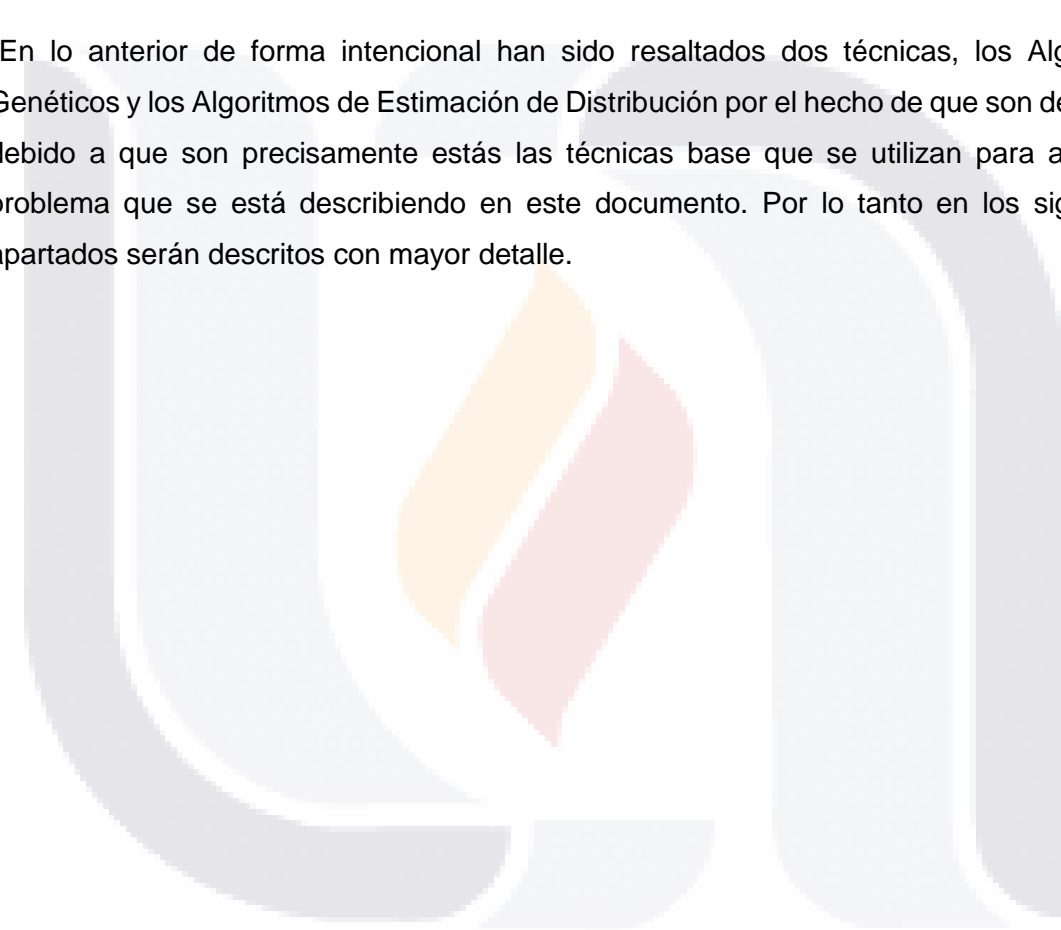 En lo anterior de forma intencional han sido resaltados dos técnicas, los Alg
Genéticos y los Algoritmos de Estimación de Distribución por el hecho de que son de
debido a que son precisamente estás las técnicas base que se utilizan para a
problema que se está describiendo en este documento. Por lo tanto en los sig
apartados serán descritos con mayor detalle.